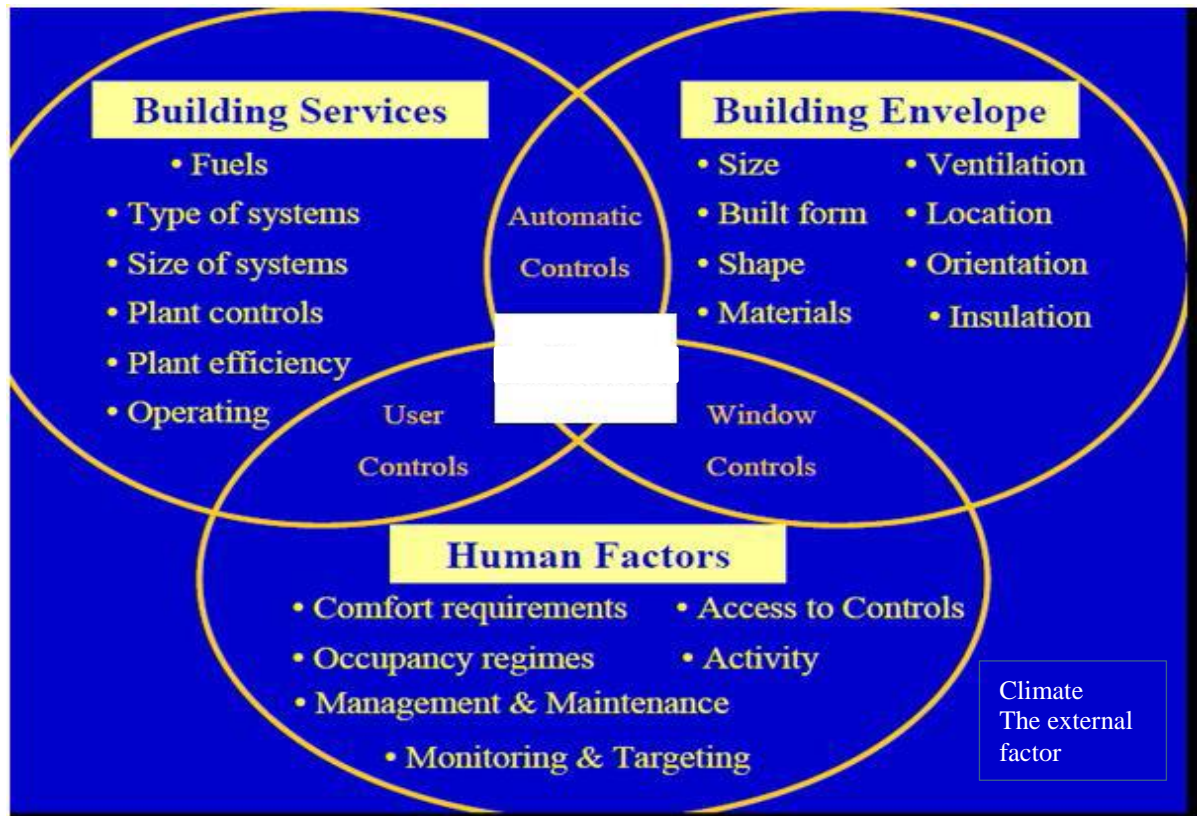 Building Services
• Fuels
• Type of systems
• Size of systems
• Plant controls
• Plant efficiency
• Operating
Automatic
Controls
Building Envelope
• Size
• Built form
• Shape
• Materials
• Ventilation
• Location
• Orientation
• Insulation
User
Controls
Window
Controls
Human Factors
• Comfort requirements
• Occupancy regimes
• Management & Maintenance
• Monitoring & Targeting
• Access to Controls
• Activity
Climate
The external
factor